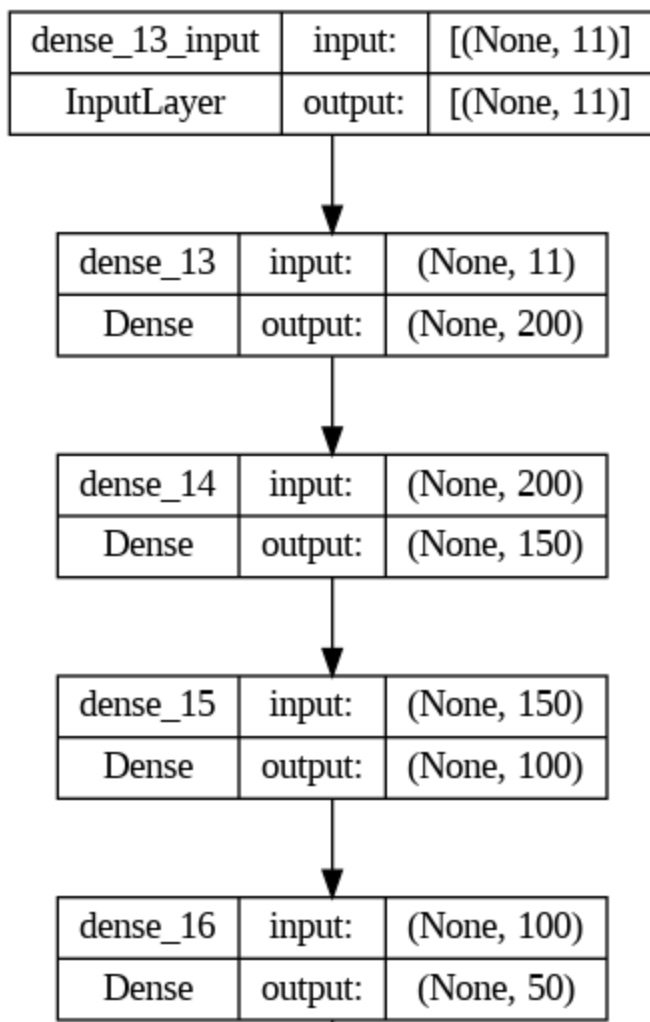 dense_13_input input: [(None, 11)]
InputLayer output: [(None, 11)]
dense_13 input: (None, 11)
Dense output: (None, 200)
dense_14 input: (None, 200)
Dense output: (None, 150)
dense_15 input: (None, 150)
Dense output: (None, 100)
dense_16 input: (None, 100)
Dense output: (None, 50)